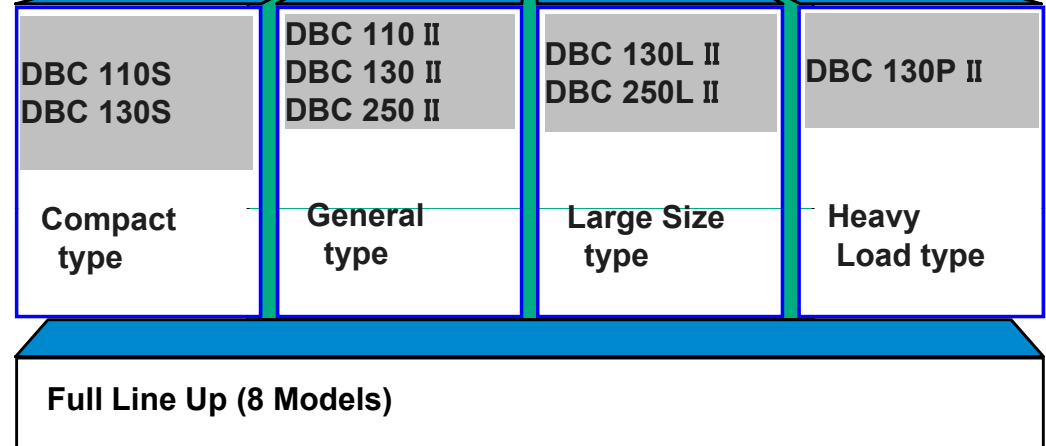 DBC 110S
DBC 130S
Compact
type
DBC 110 Ⅱ
DBC 130 Ⅱ
DBC 250 Ⅱ
General
type
DBC 130L Ⅱ
DBC 250L Ⅱ
Large Size
type
DBC 130P Ⅱ
Heavy
Load type
Full Line Up (8 Models)